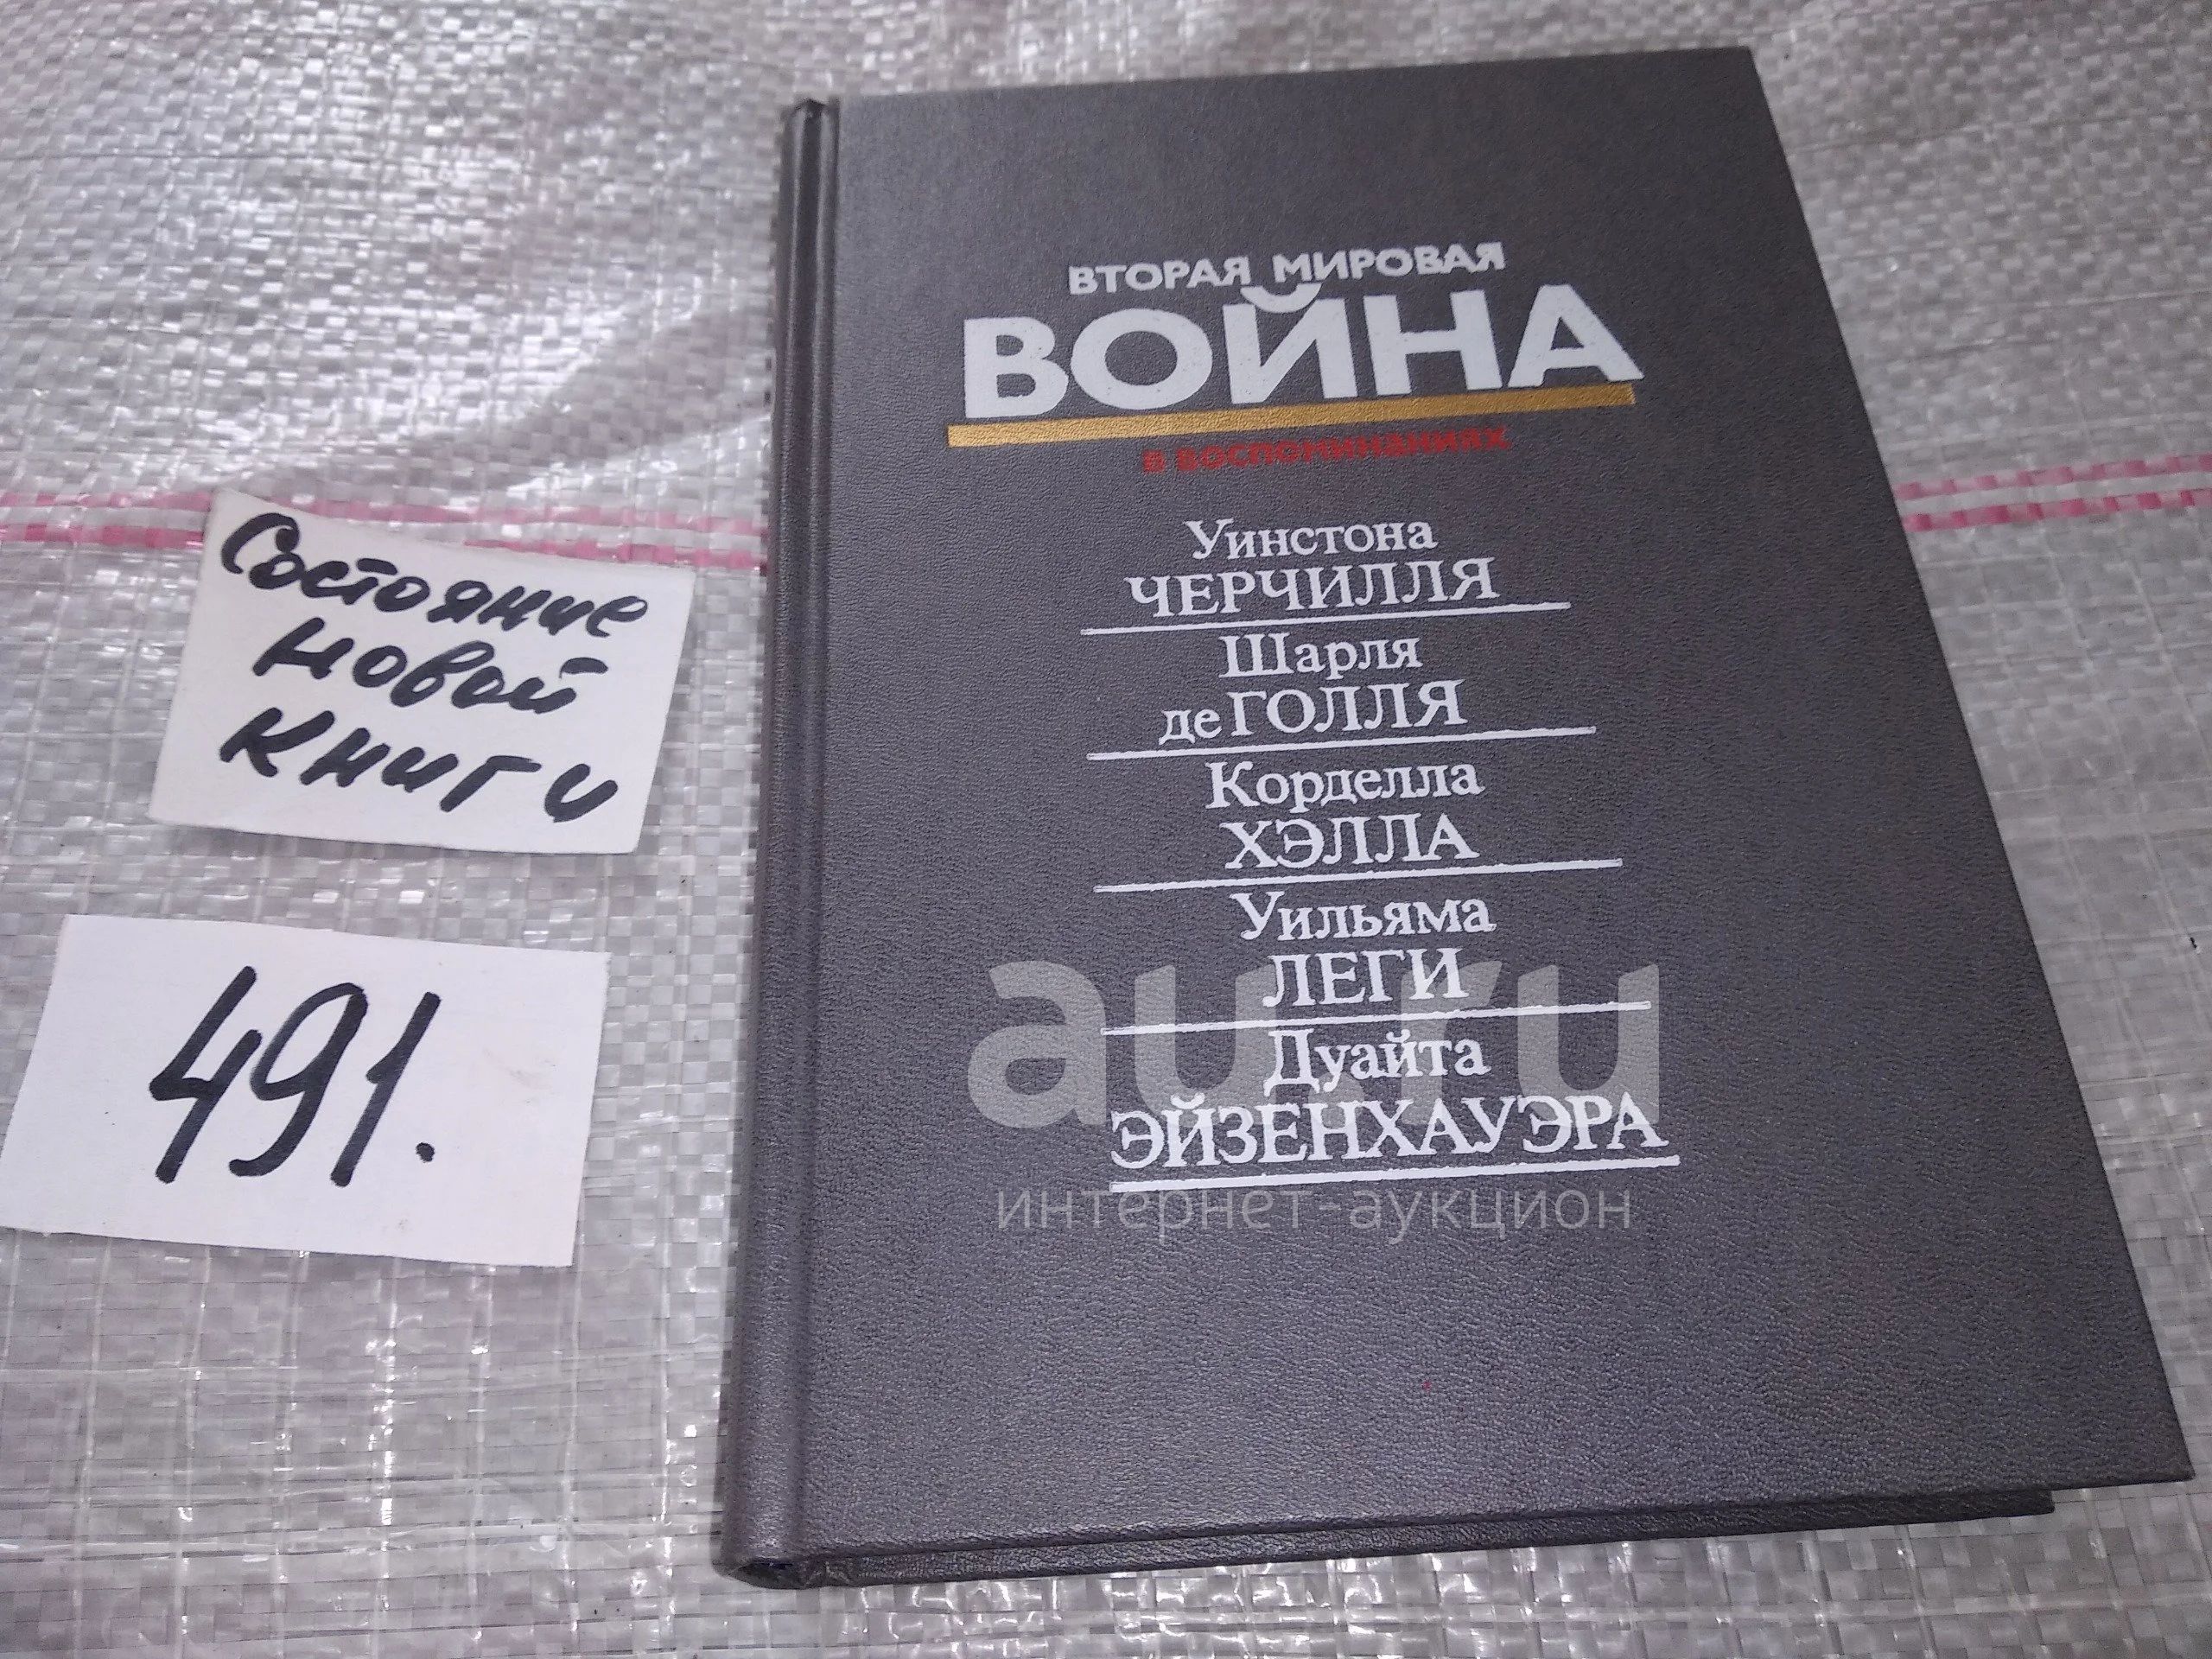 Состояние
новой
книги
491.
ВТОРАЯ МИРОВАЯ
ВОЙНА
в воспоминаниях
Уинстона
ЧЕРЧИЛЛЯ
Шарля
де ГОЛЛЯ
Корделла
ХЭЛЛА
Уильяма
ЛЕГИ
Дуайта
ЭЙЗЕНХАУЭРА
au.ru
интернет-аукцион